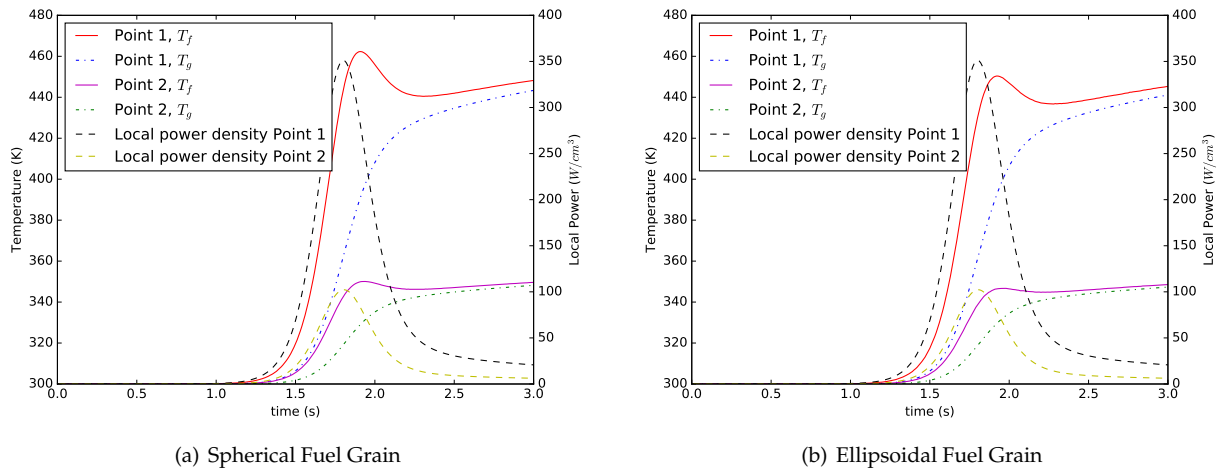 480
460
440
420
400
380
360
340
320
300
Temperature (K)
400
350
300
250
200
150
100
50
0
Local Power (W/cm³)
0.0 0.5 1.0 1.5 2.0 2.5 3.0
time (s)
Point 1, T_f
Point 1, T_g
Point 2, T_f
Point 2, T_g
Local power density Point 1
Local power density Point 2
(a) Spherical Fuel Grain
480
460
440
420
400
380
360
340
320
300
Temperature (K)
400
350
300
250
200
150
100
50
0
Local Power (W/cm³)
0.0 0.5 1.0 1.5 2.0 2.5 3.0
time (s)
Point 1, T_f
Point 1, T_g
Point 2, T_f
Point 2, T_g
Local power density Point 1
Local power density Point 2
(b) Ellipsoidal Fuel Grain